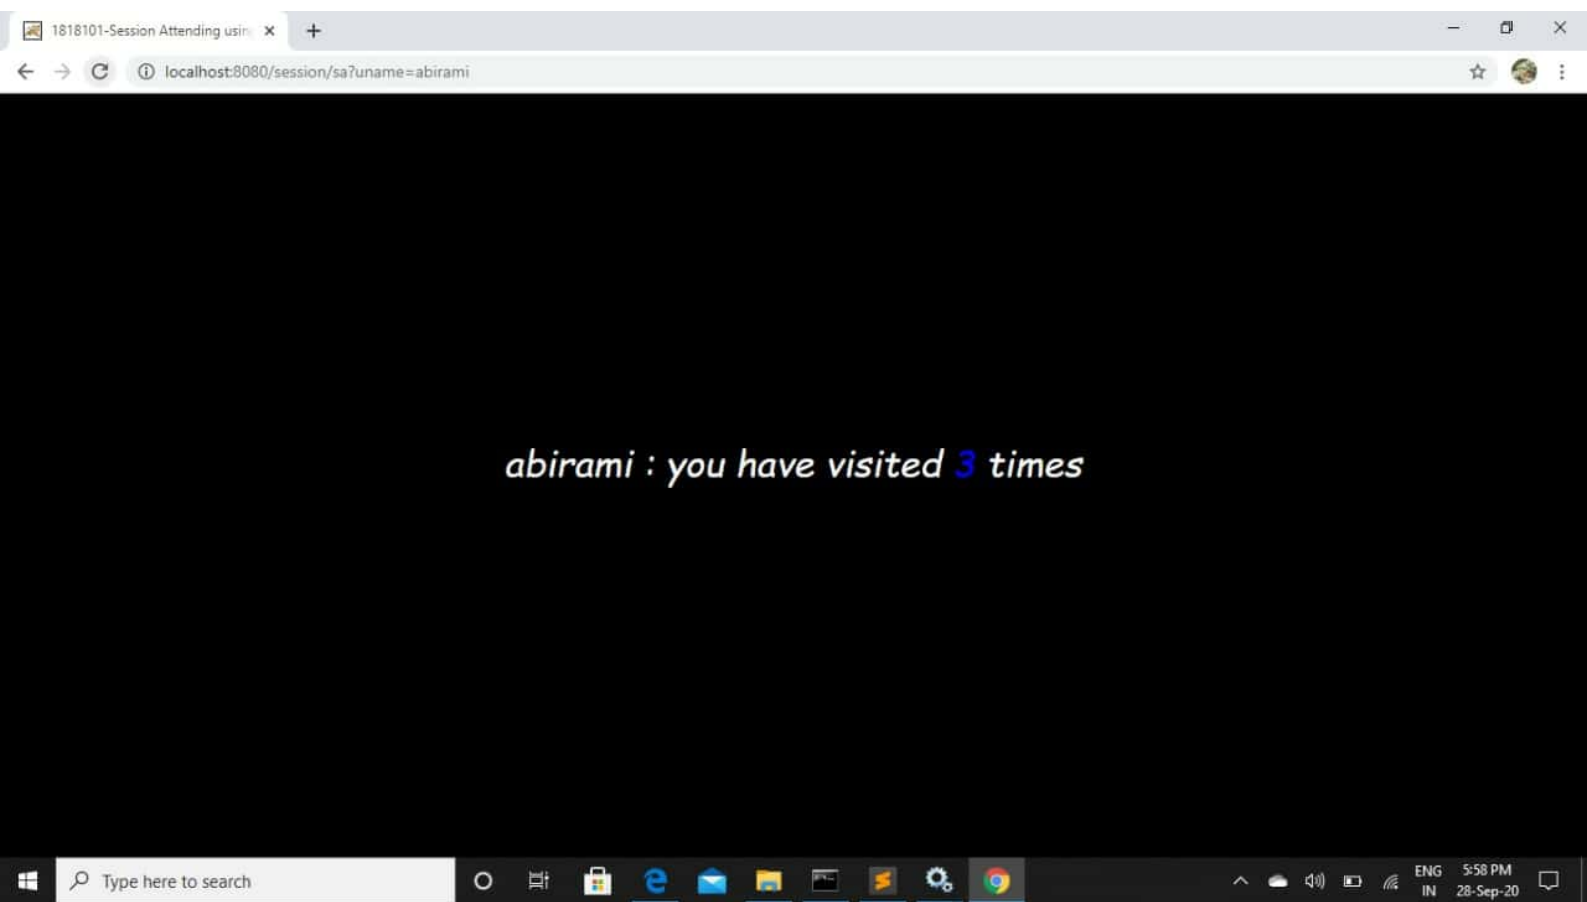 1818101-Session Attending usin
localhost:8080/session/sa?uname=abirami
abirami : you have visited 3 times
Type here to search
ENG
IN
5:58 PM
28-Sep-20